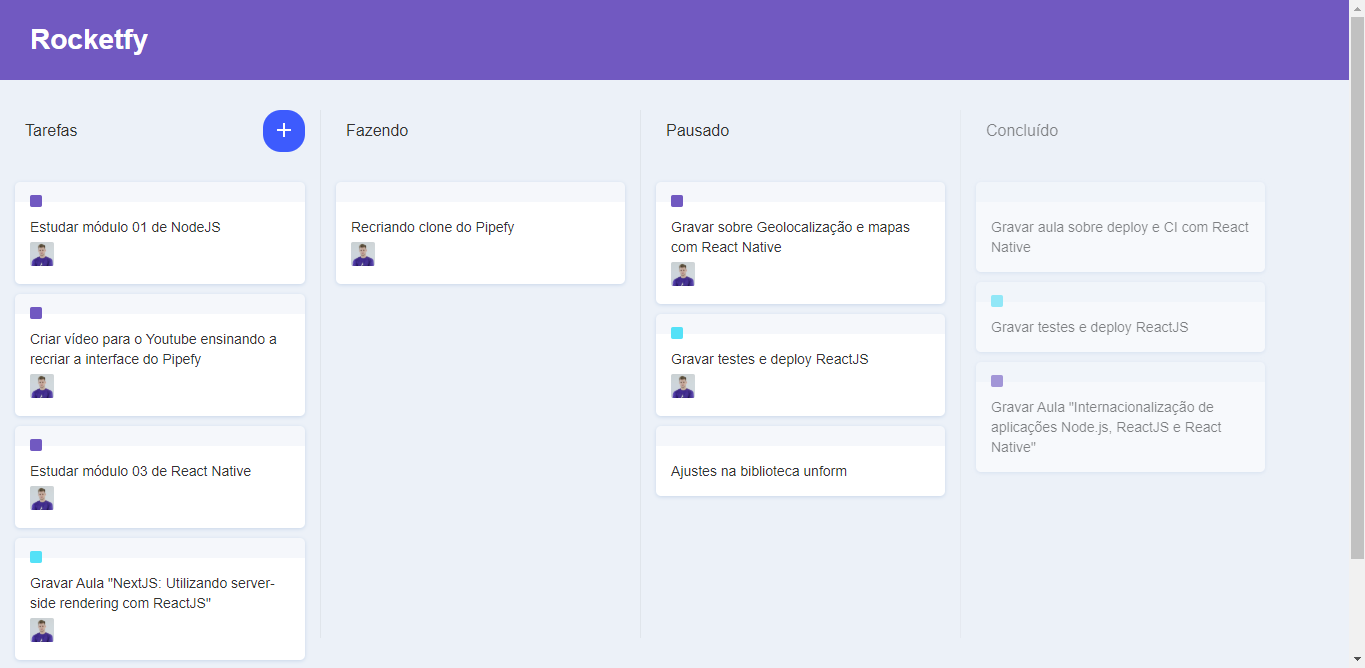 Rocketfy
Tarefas
+
Estudar módulo 01 de NodeJS
Criar vídeo para o Youtube ensinando a
recriar a interface do Pipefy
Estudar módulo 03 de React Native
Gravar Aula "NextJS: Utilizando server-
side rendering com ReactJS"
Fazendo
Recriando clone do Pipefy
Pausado
Gravar sobre Geolocalização e mapas
com React Native
Gravar testes e deploy ReactJS
Ajustes na biblioteca unform
Concluído
Gravar aula sobre deploy e CI com React
Native
Gravar testes e deploy ReactJS
Gravar Aula "Internacionalização de
aplicações Node.js, ReactJS e React
Native"